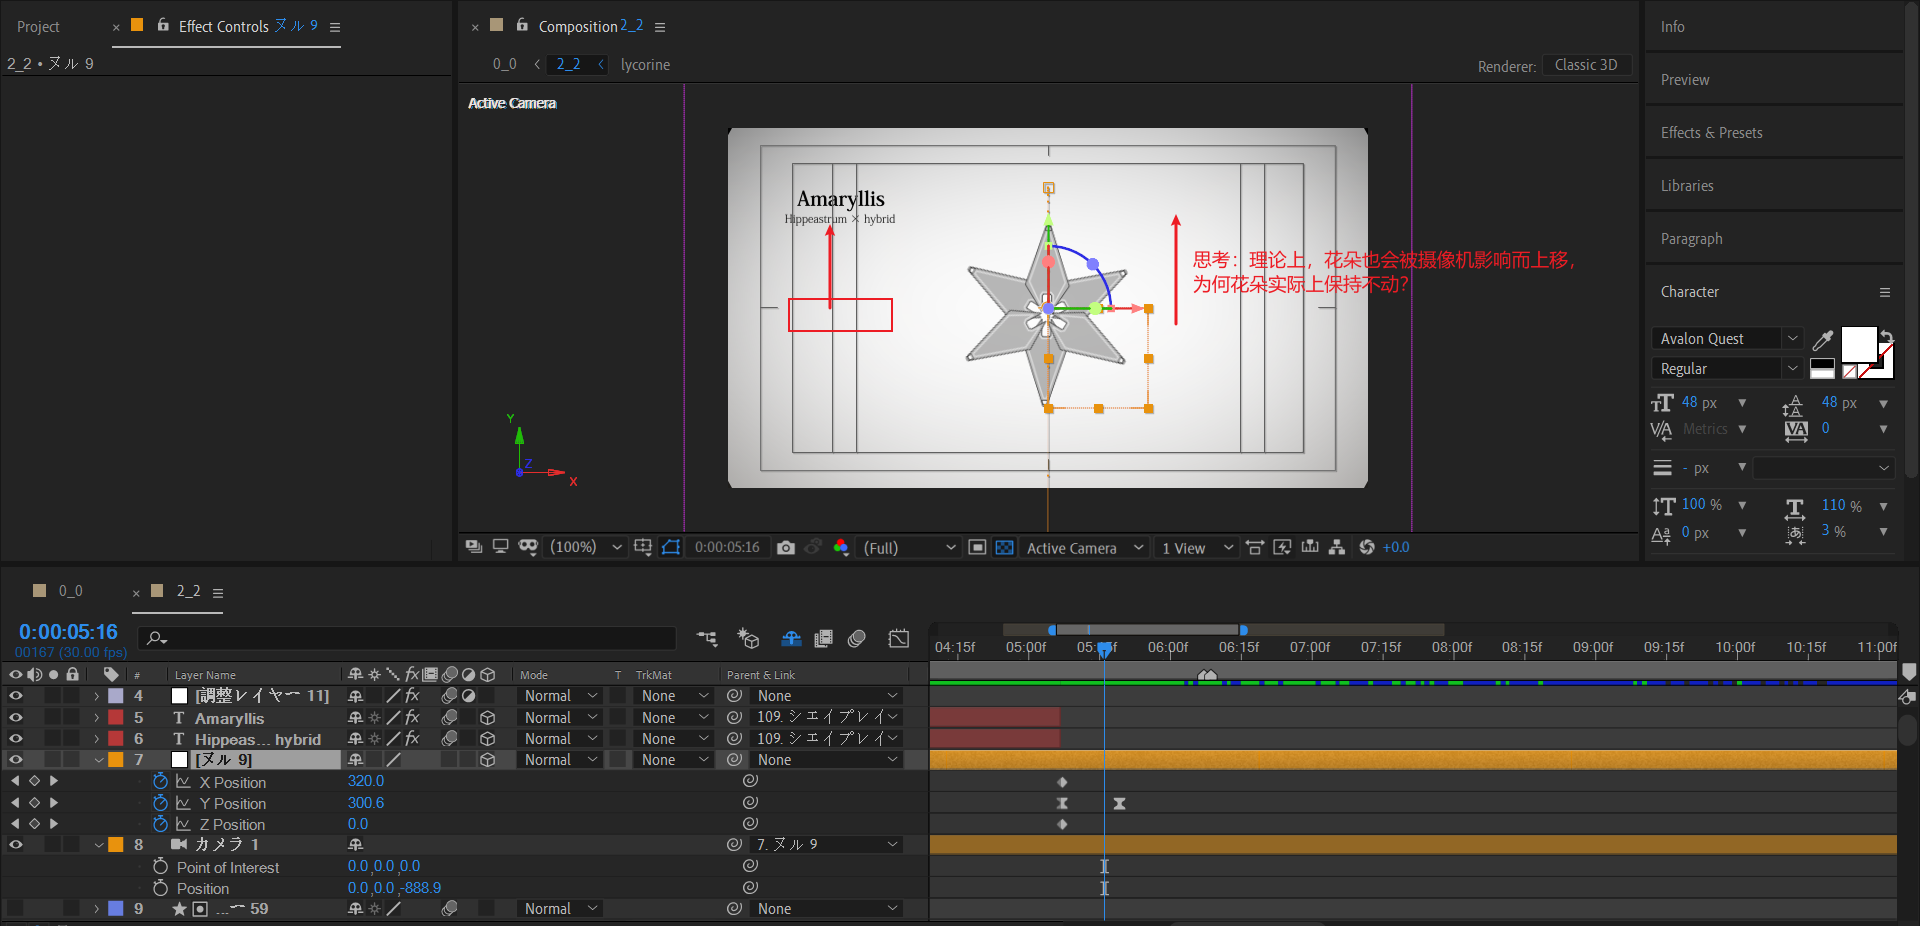 Project
× Effect Controls ヌル 9 ≡
2_2 • ヌル 9
× Composition 2_2 ≡
0_0 < 2_2 < lycorine
Renderer: Classic 3D
Active Camera
Amaryllis
Hippeastrum × hybrid
思考：理论上，花朵也会被摄像机影响而上移，
为何花朵实际上保持不动？
Y
Z
X
(100%) 0:00:05:16 (Full) Active Camera 1 View +0.0
Info
Preview
Effects & Presets
Libraries
Paragraph
Character
Avalon Quest
Regular
48 px 48 px
Metrics 0
- px
100 % 110 %
0 px 3 %
0_0 × 2_2 ≡
0:00:05:16
00167 (30.00 fps)
04:15f 05:00f 05:15f 06:00f 06:15f 07:00f 07:15f 08:00f 08:15f 09:00f 09:15f 10:00f 10:15f 11:00f
# Layer Name fx Mode T TrkMat Parent & Link
4 [調整レイヤー 11] fx Normal None None
5 T Amaryllis fx Normal None 109. シェイプレイ
6 T Hippeas... hybrid fx Normal None 109. シェイプレイ
7 [ヌル 9] Normal None None
X Position 320.0
Y Position 300.6
Z Position 0.0
8 カメラ 1 7. ヌル 9
Point of Interest 0.0,0.0,0.0
Position 0.0,0.0,-888.9
9 ...ー 59 Normal None